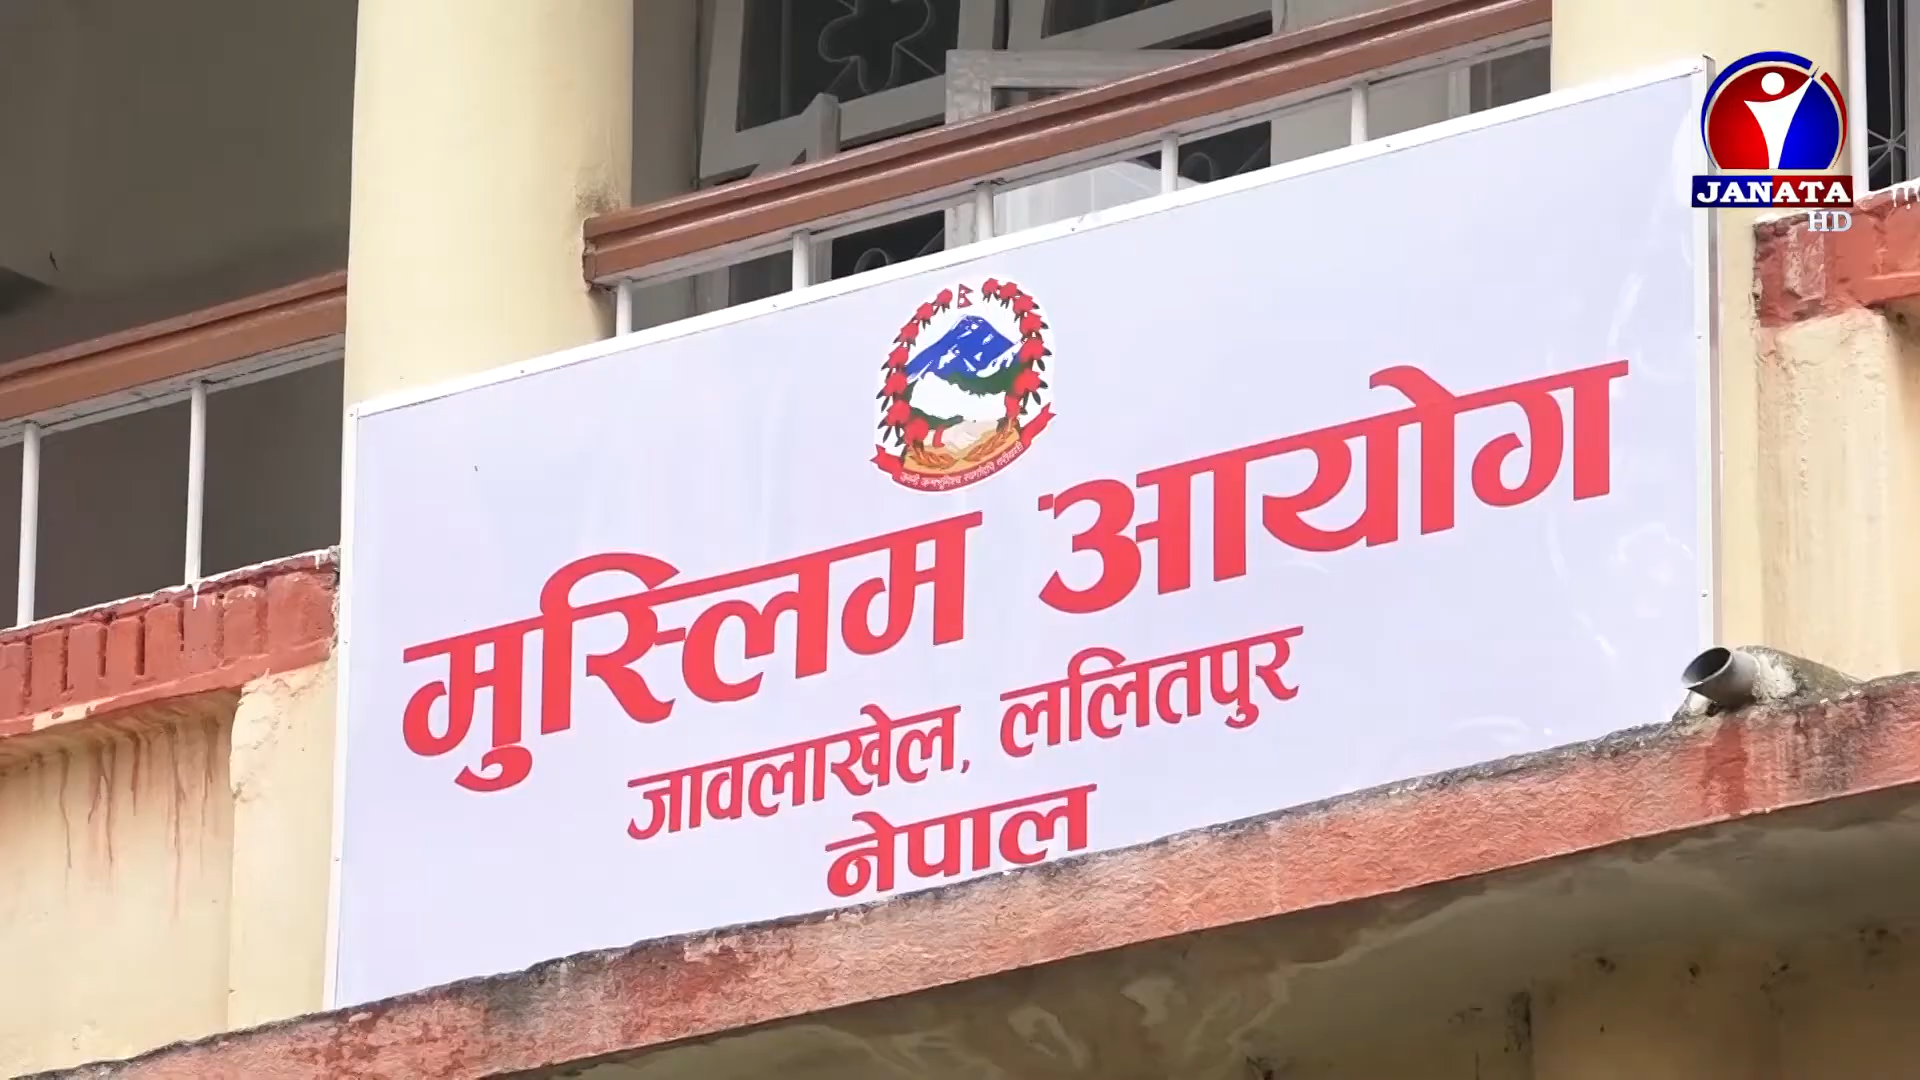 JANATA
HD
मुस्लिम आयोग
जावलाखेल, ललितपुर
नेपाल